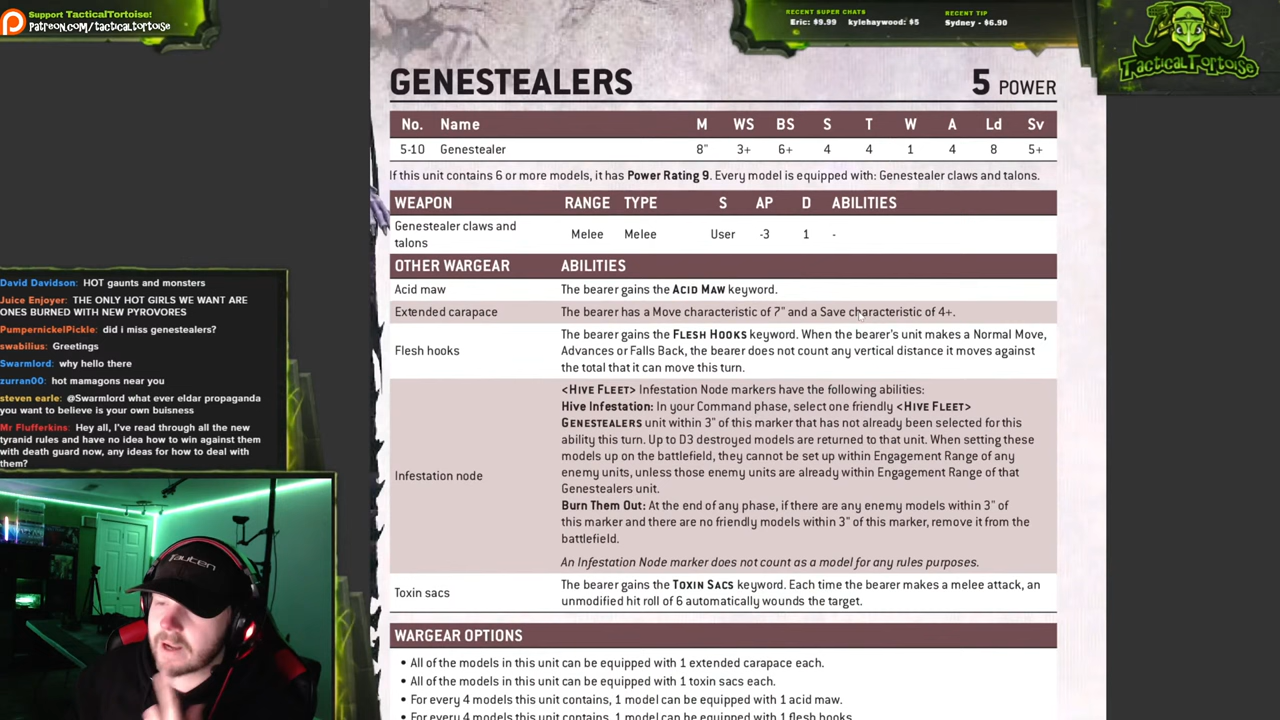 Support TacticalTortoise!
Patreon.com/tacticaltortoise
RECENT SUPER CHATS
Eric: $9.99 kylehaywood: $5
RECENT TIP
Sydney - $6.90
TACTICALTORTOISE
GENESTEALERS 5 POWER
No. Name M WS BS S T W A Ld Sv
5-10 Genestealer 8" 3+ 6+ 4 4 1 4 8 5+
If this unit contains 6 or more models, it has Power Rating 9. Every model is equipped with: Genestealer claws and talons.
WEAPON RANGE TYPE S AP D ABILITIES
Genestealer claws and
talons Melee Melee User -3 1 -
OTHER WARGEAR ABILITIES
Acid maw The bearer gains the ACID MAW keyword.
Extended carapace The bearer has a Move characteristic of 7" and a Save characteristic of 4+.
Flesh hooks The bearer gains the FLESH HOOKS keyword. When the bearer's unit makes a Normal Move,
Advances or Falls Back, the bearer does not count any vertical distance it moves against
the total that it can move this turn.
Infestation node <HIVE FLEET> Infestation Node markers have the following abilities:
Hive Infestation: In your Command phase, select one friendly <HIVE FLEET>
GENESTEALERS unit within 3" of this marker that has not already been selected for this
ability this turn. Up to D3 destroyed models are returned to that unit. When setting these
models up on the battlefield, they cannot be set up within Engagement Range of any
enemy units, unless those enemy units are already within Engagement Range of that
Genestealers unit.
Burn Them Out: At the end of any phase, if there are any enemy models within 3" of
this marker and there are no friendly models within 3" of this marker, remove it from the
battlefield.
An Infestation Node marker does not count as a model for any rules purposes.
Toxin sacs The bearer gains the TOXIN SACS keyword. Each time the bearer makes a melee attack, an
unmodified hit roll of 6 automatically wounds the target.
WARGEAR OPTIONS
• All of the models in this unit can be equipped with 1 extended carapace each.
• All of the models in this unit can be equipped with 1 toxin sacs each.
• For every 4 models this unit contains, 1 model can be equipped with 1 acid maw.
• For every 4 models this unit contains, 1 model can be equipped with 1 flesh hooks
David Davidson: HOT gaunts and monsters
Juice Enjoyer: THE ONLY HOT GIRLS WE WANT ARE
ONES BURNED WITH NEW PYROVORES
PumpernickelPickle: did i miss genestealers?
swabilius: Greetings
Swarmlord: why hello there
zurran00: hot mamagons near you
steven earle: @Swarmlord what ever eldar propaganda
you want to believe is your own buisness
Mr Flufferkins: Hey all, I've read through all the new
tyranid rules and have no idea how to win against them
with death guard now, any ideas for how to deal with
them?
Tauten